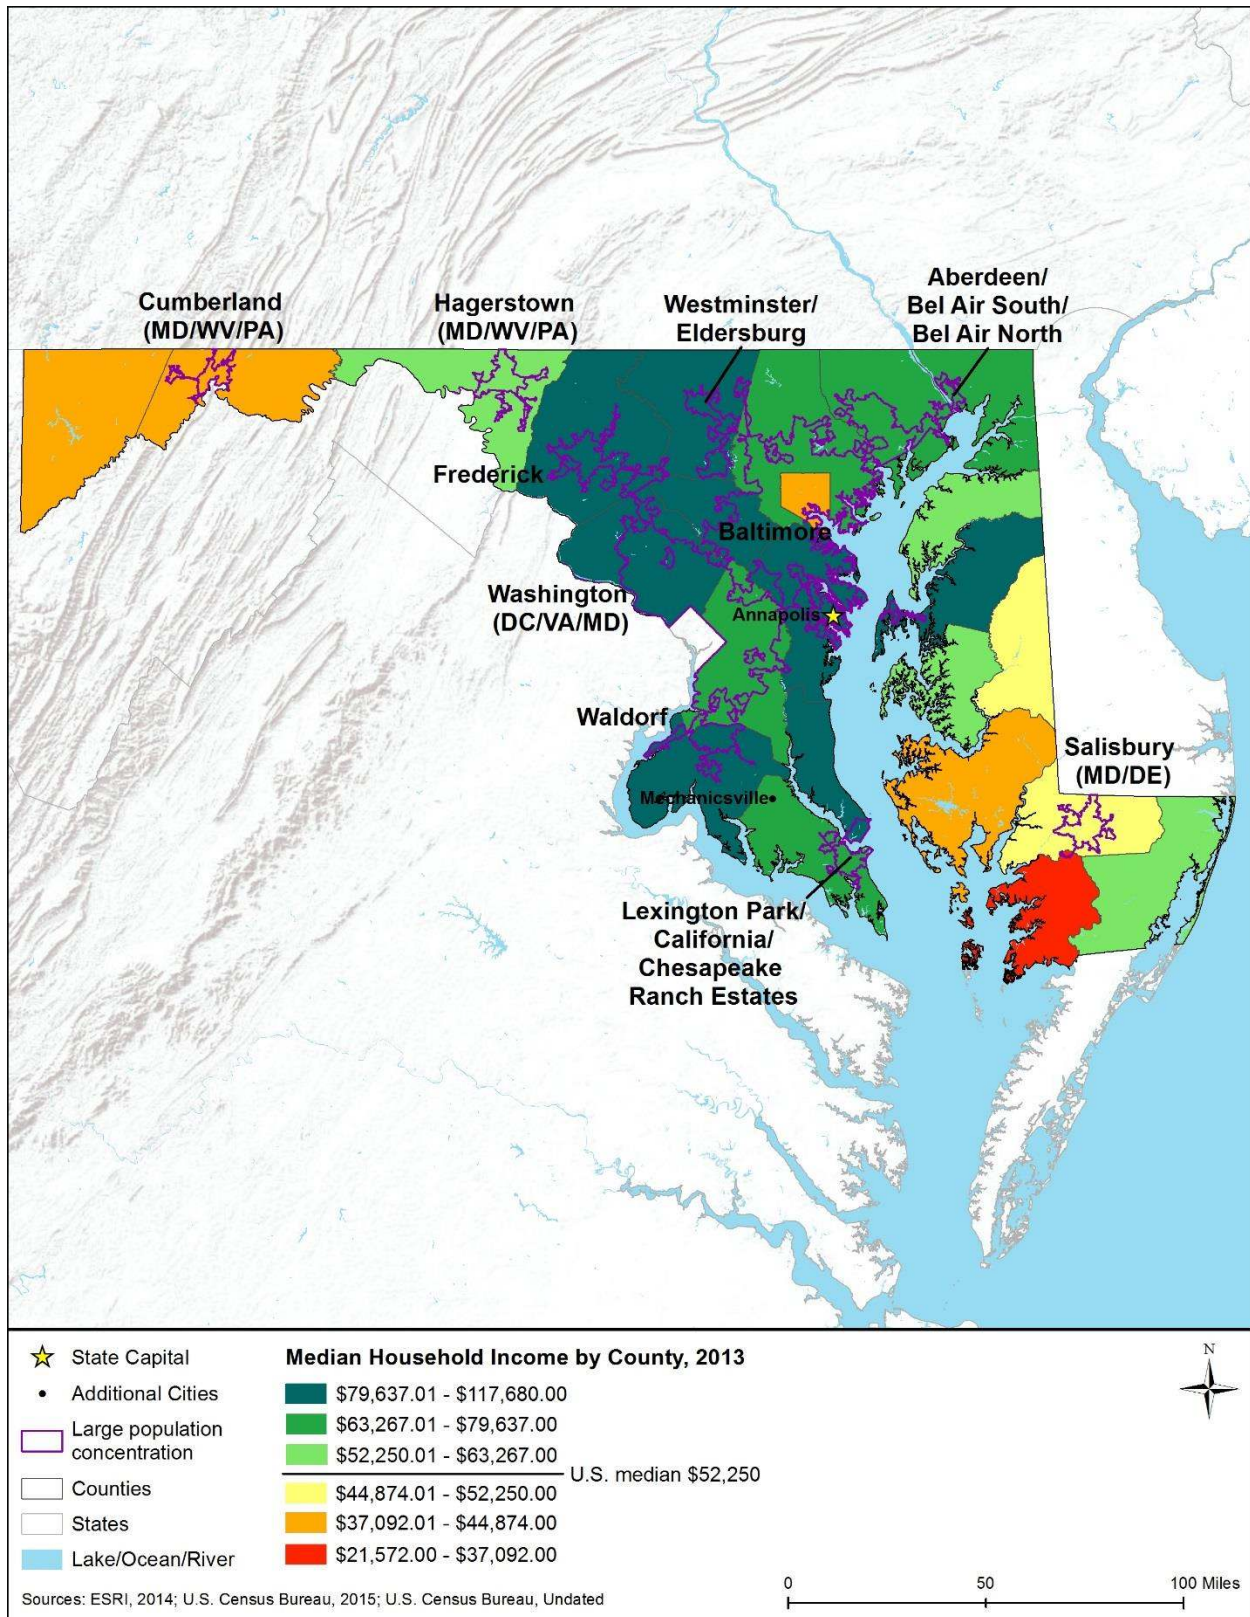 Cumberland
(MD/WV/PA)
Hagerstown
(MD/WV/PA)
Westminster/
Eldersburg
Aberdeen/
Bel Air South/
Bel Air North
Frederick
Baltimore
Washington
(DC/VA/MD)
Annapolis
Waldorf
Salisbury
(MD/DE)
Mechanicsville
Lexington Park/
California/
Chesapeake
Ranch Estates
State Capital
Additional Cities
Large population
concentration
Counties
States
Lake/Ocean/River
Median Household Income by County, 2013
$79,637.01 - $117,680.00
$63,267.01 - $79,637.00
$52,250.01 - $63,267.00
U.S. median $52,250
$44,874.01 - $52,250.00
$37,092.01 - $44,874.00
$21,572.00 - $37,092.00
N
Sources: ESRI, 2014; U.S. Census Bureau, 2015; U.S. Census Bureau, Undated
0 50 100 Miles